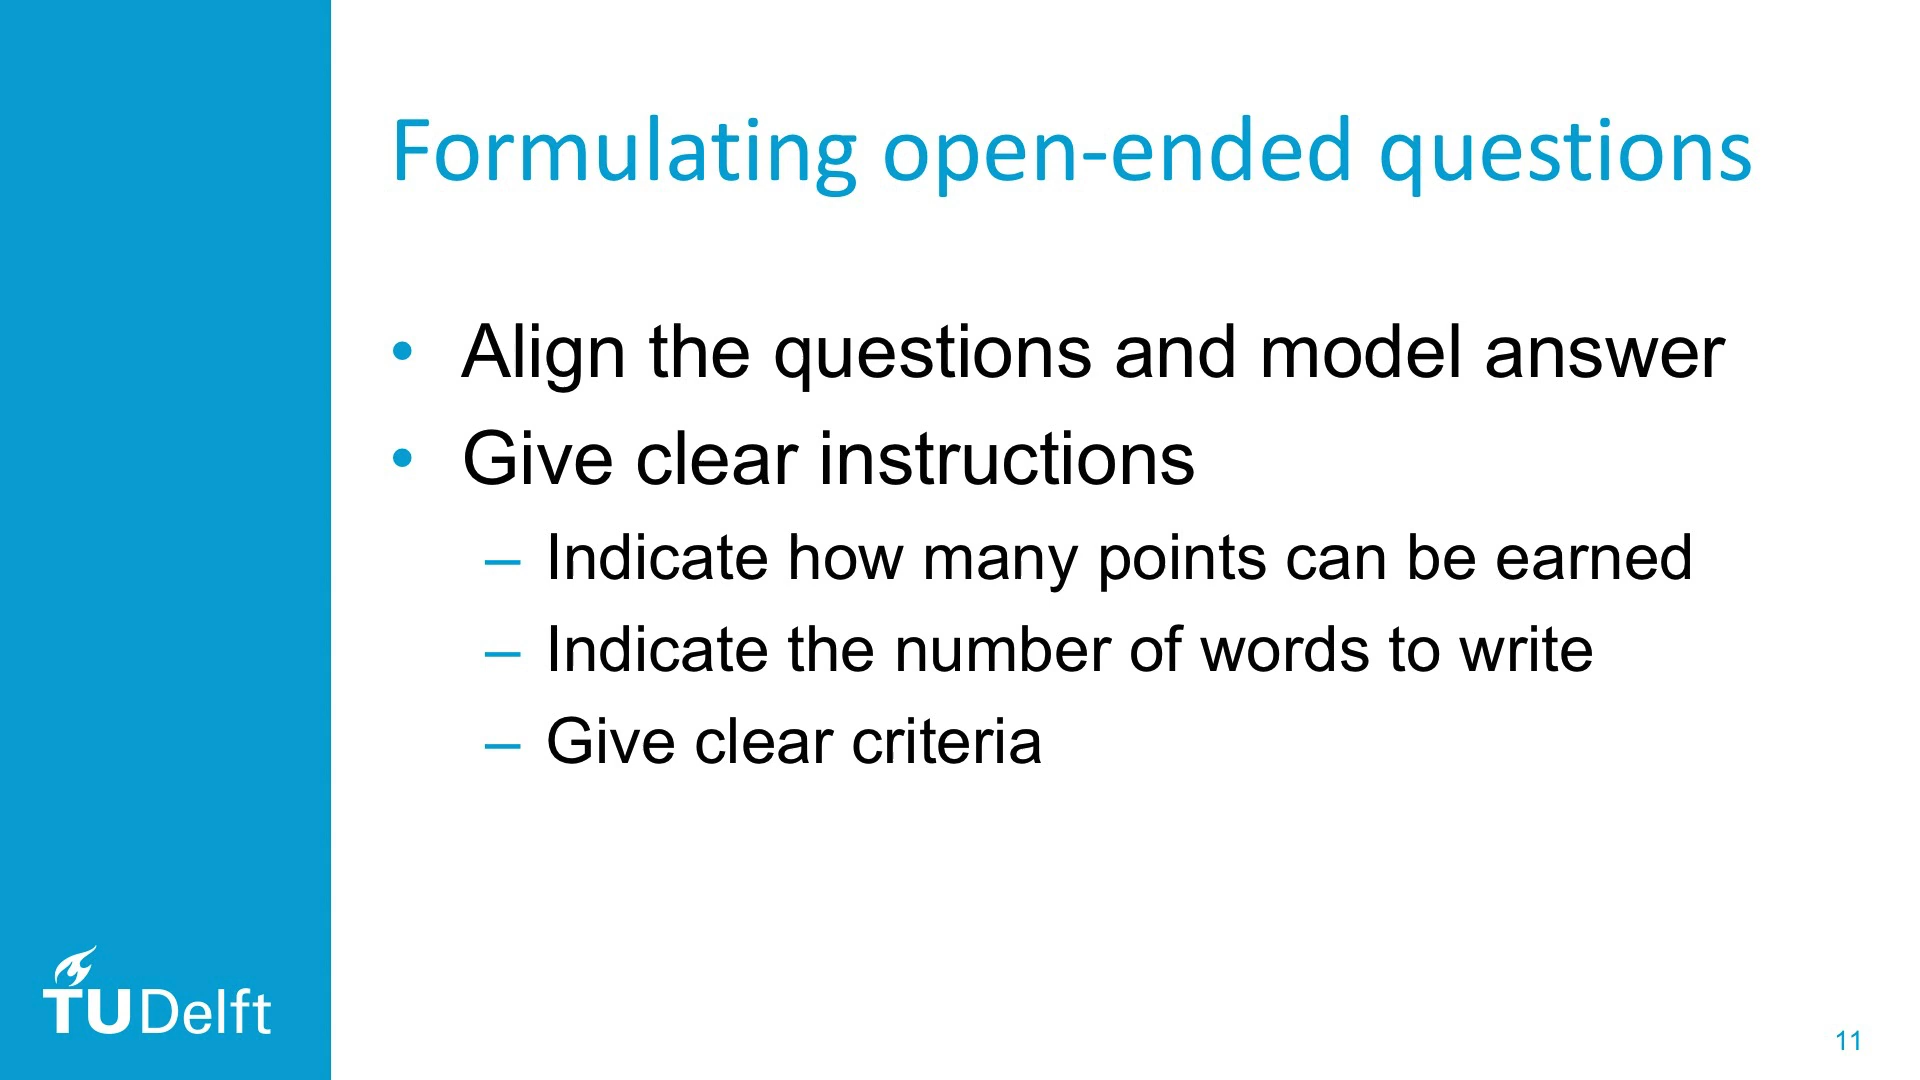 Formulating open-ended questions
• Align the questions and model answer
• Give clear instructions
– Indicate how many points can be earned
– Indicate the number of words to write
– Give clear criteria
TUDelft
11